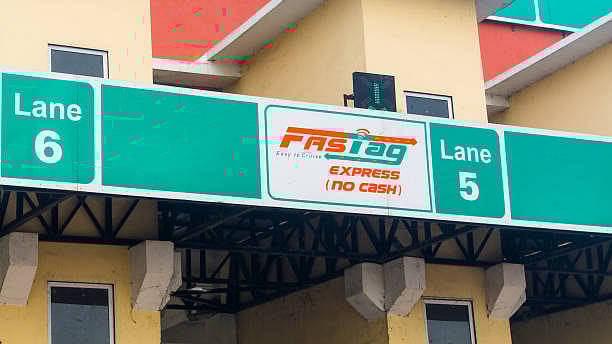 Lane
6
FASTag
Easy to Cruise
EXPRESS
(NO CASH)
Lane
5